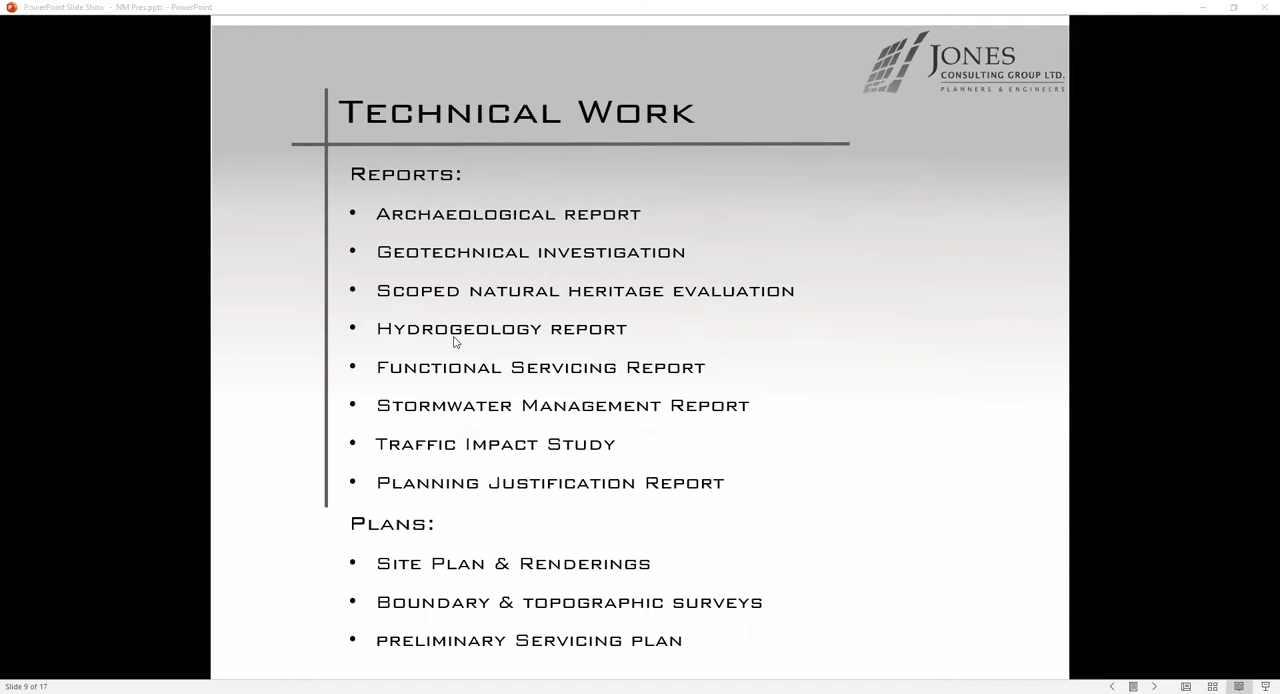 PowerPoint Slide Show - NM Pres.pptx - PowerPoint
JONES
CONSULTING GROUP LTD.
PLANNERS & ENGINEERS
TECHNICAL WORK
REPORTS:
• ARCHAEOLOGICAL REPORT
• GEOTECHNICAL INVESTIGATION
• SCOPED NATURAL HERITAGE EVALUATION
• HYDROGEOLOGY REPORT
• FUNCTIONAL SERVICING REPORT
• STORMWATER MANAGEMENT REPORT
• TRAFFIC IMPACT STUDY
• PLANNING JUSTIFICATION REPORT
PLANS:
• SITE PLAN & RENDERINGS
• BOUNDARY & TOPOGRAPHIC SURVEYS
• PRELIMINARY SERVICING PLAN
Slide 9 of 17